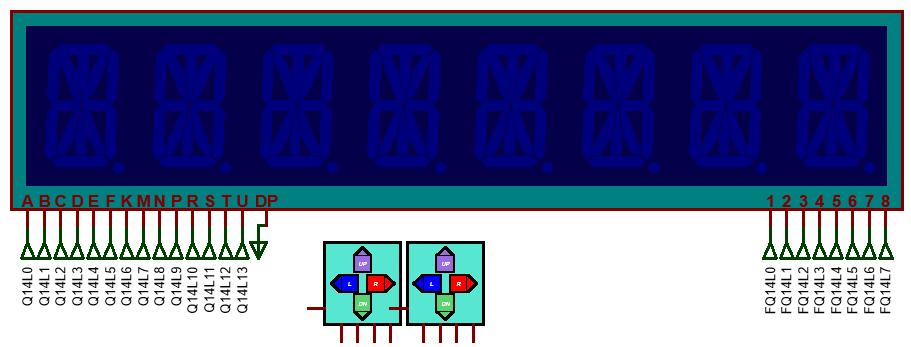 A B C D E F K M N P R S T U DP
1 2 3 4 5 6 7 8
Q14L0
Q14L1
Q14L2
Q14L3
Q14L4
Q14L5
Q14L6
Q14L7
Q14L8
Q14L9
Q14L10
Q14L11
Q14L12
Q14L13
FQ14L0
FQ14L1
FQ14L2
FQ14L3
FQ14L4
FQ14L5
FQ14L6
FQ14L7
UP
L R
DN
UP
L R
DN